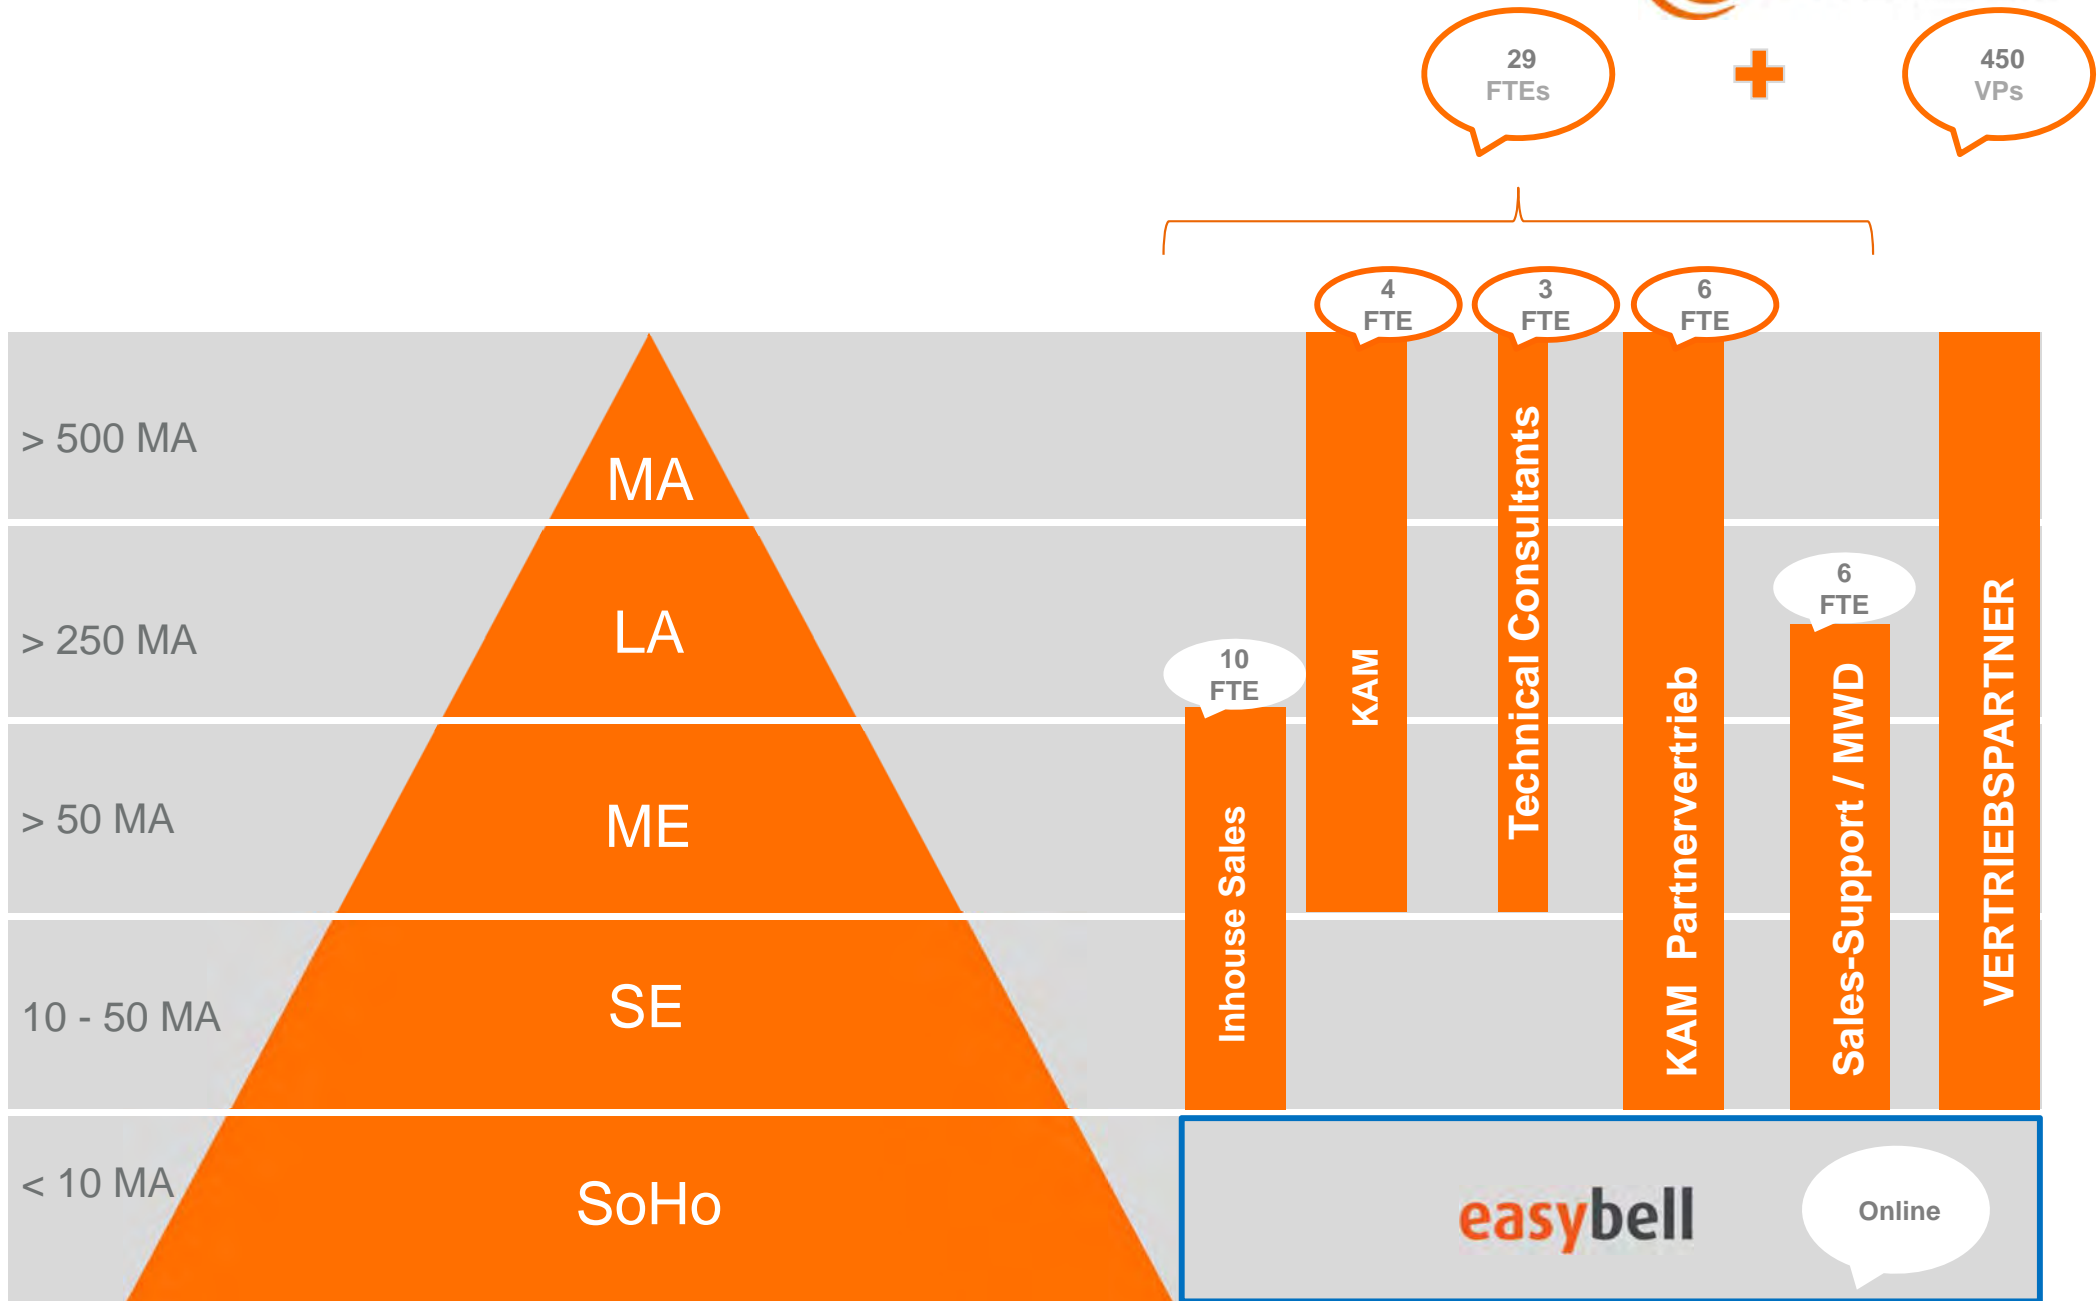 29
FTEs
450
VPs
4
FTE
3
FTE
6
FTE
> 500 MA
MA
> 250 MA
LA
6
FTE
10
FTE
> 50 MA
ME
10 - 50 MA
SE
< 10 MA
SoHo
Inhouse Sales
KAM
Technical Consultants
KAM Partnervertrieb
Sales-Support / MWD
VERTRIEBSPARTNER
easybell
Online